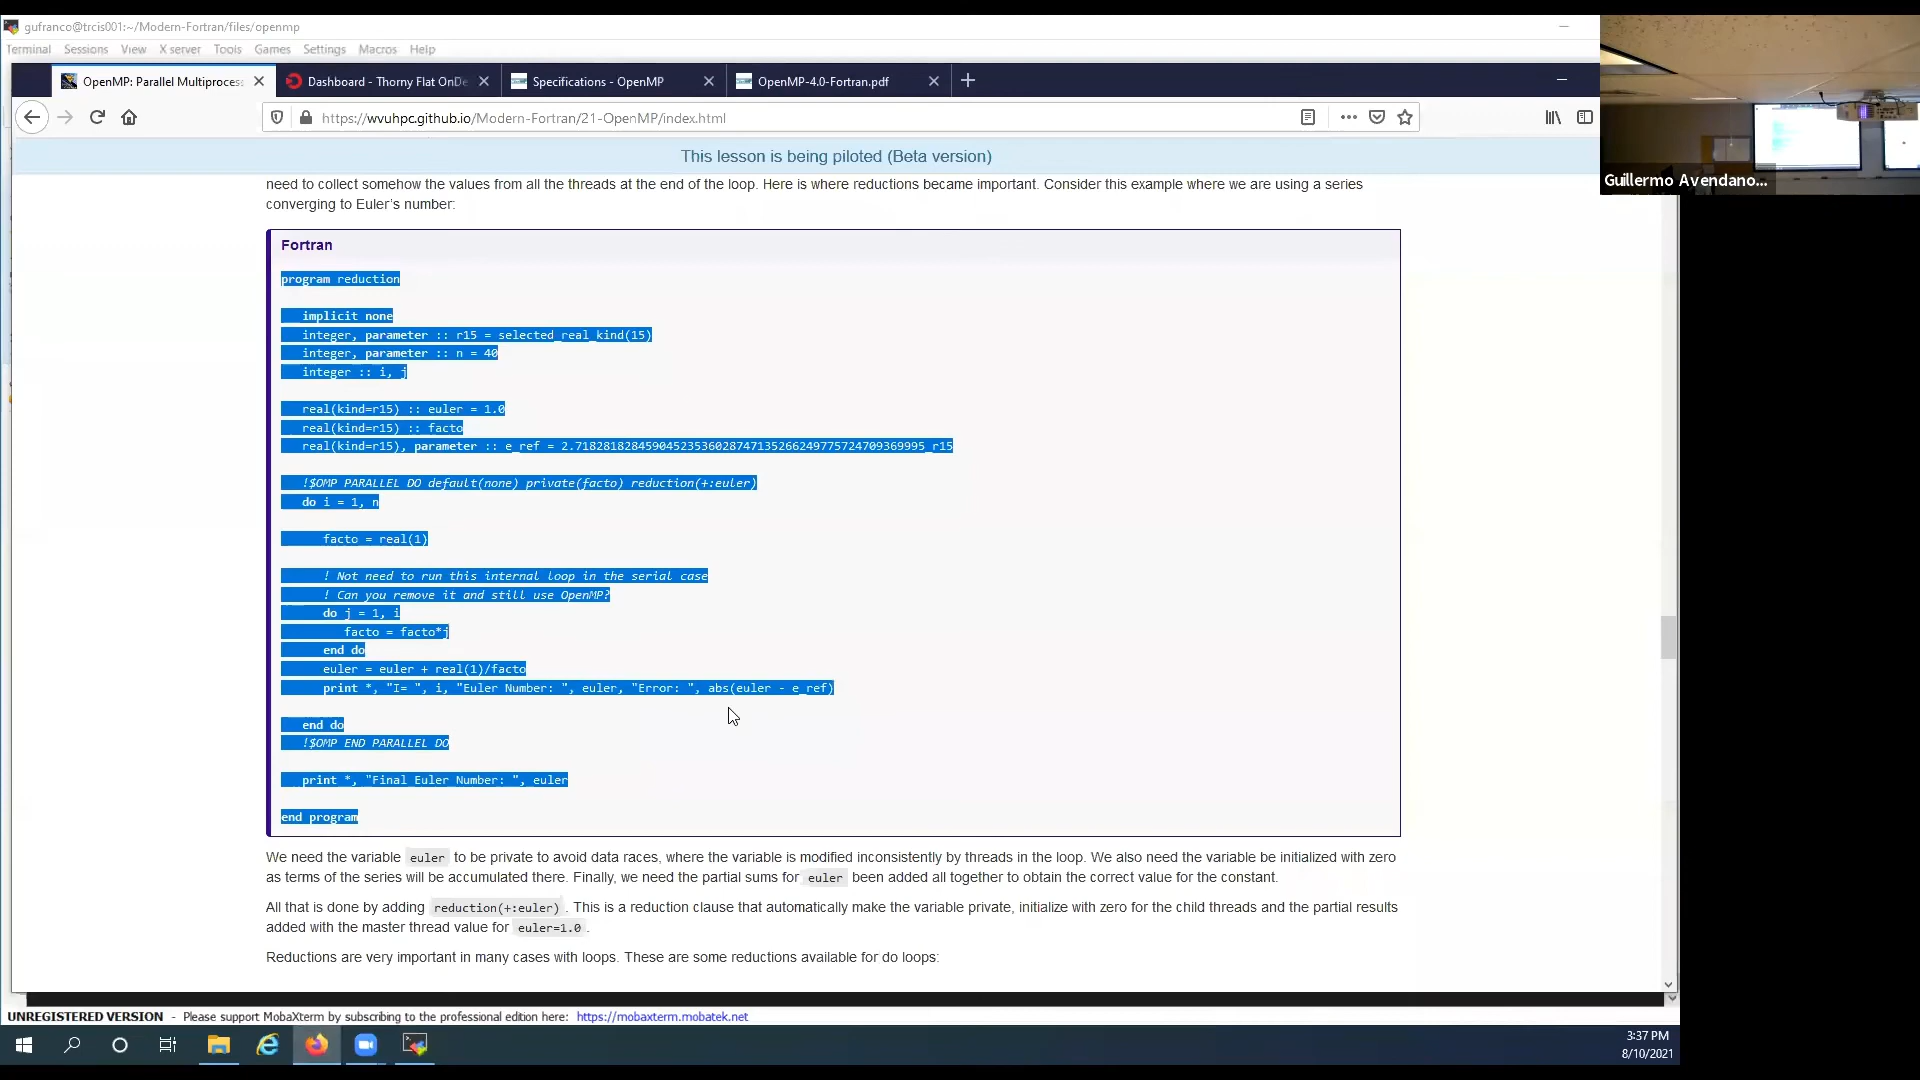 gufranco@trcis001:~/Modern-Fortran/files/openmp
Terminal Sessions View X server Tools Games Settings Macros Help
OpenMP: Parallel Multiprocess
Dashboard - Thorny Flat OnDe
Specifications - OpenMP
OpenMP-4.0-Fortran.pdf
https://wvuhpc.github.io/Modern-Fortran/21-OpenMP/index.html
Guillermo Avendano...
This lesson is being piloted (Beta version)
need to collect somehow the values from all the threads at the end of the loop. Here is where reductions became important. Consider this example where we are using a series
converging to Euler's number:
Fortran
program reduction
implicit none
integer, parameter :: r15 = selected_real_kind(15)
integer, parameter :: n = 40
integer :: i, j
real(kind=r15) :: euler = 1.0
real(kind=r15) :: facto
real(kind=r15), parameter :: e_ref = 2.71828182845904523536028747135266249775724709369995_r15
!$OMP PARALLEL DO default(none) private(facto) reduction(+:euler)
do i = 1, n
facto = real(1)
! Not need to run this internal loop in the serial case
! Can you remove it and still use OpenMP?
do j = 1, i
facto = facto*j
end do
euler = euler + real(1)/facto
print *, "I= ", i, "Euler Number: ", euler, "Error: ", abs(euler - e_ref)
end do
!$OMP END PARALLEL DO
print *, "Final Euler Number: ", euler
end program
We need the variable euler to be private to avoid data races, where the variable is modified inconsistently by threads in the loop. We also need the variable be initialized with zero
as terms of the series will be accumulated there. Finally, we need the partial sums for euler been added all together to obtain the correct value for the constant.
All that is done by adding reduction(+:euler) . This is a reduction clause that automatically make the variable private, initialize with zero for the child threads and the partial results
added with the master thread value for euler=1.0 .
Reductions are very important in many cases with loops. These are some reductions available for do loops:
UNREGISTERED VERSION - Please support MobaXterm by subscribing to the professional edition here: https://mobaxterm.mobatek.net
3:37 PM
8/10/2021